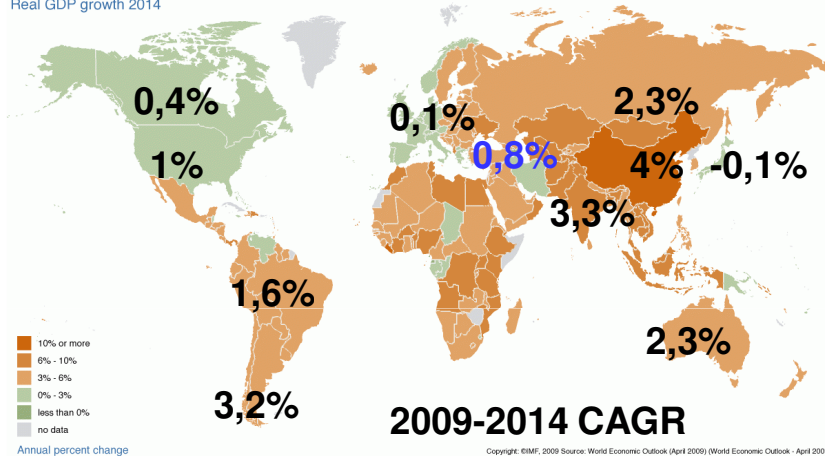 Real GDP growth 2014
0,4%
0,1%
2,3%
1%
0,8%
4%
-0,1%
3,3%
1,6%
2,3%
10% or more
6% - 10%
3% - 6%
0% - 3%
less than 0%
no data
3,2%
2009-2014 CAGR
Annual percent change
Copyright: ©IMF, 2009 Source: World Economic Outlook (April 2009) (World Economic Outlook - April 200